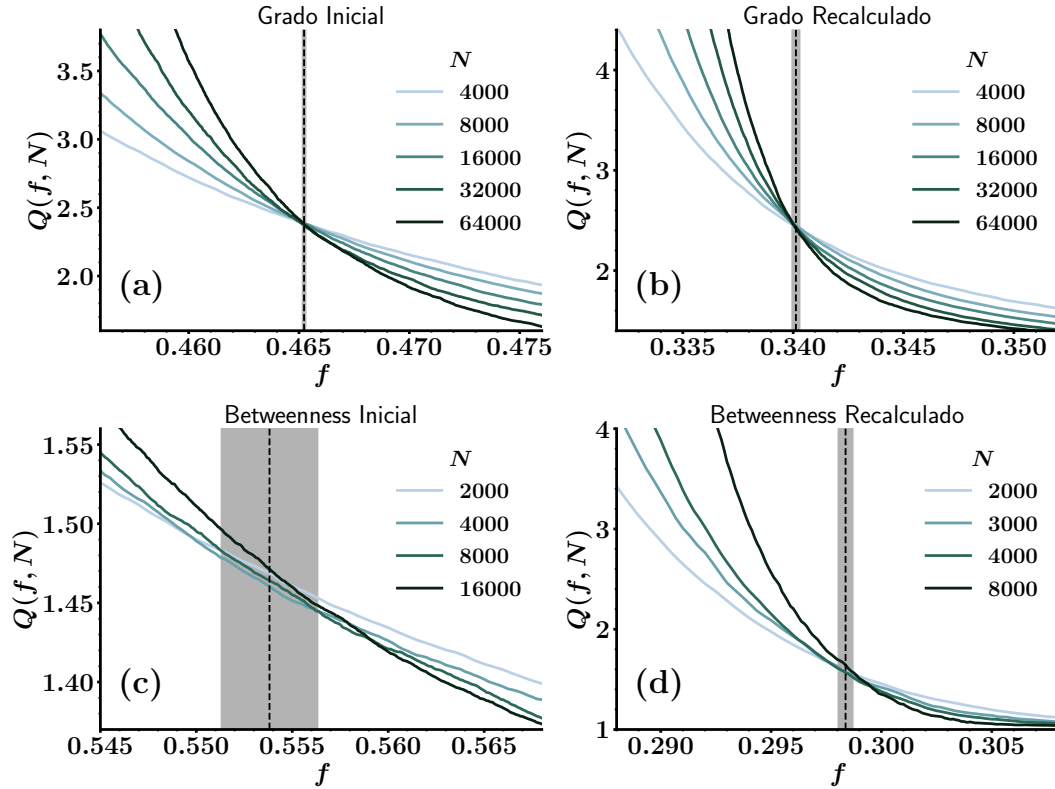 Grado Inicial
Q(f, N)
3.5
3.0
2.5
2.0
N
4000
8000
16000
32000
64000
(a)
0.460
0.465
0.470
0.475
f
Grado Recalculado
Q(f, N)
4
3
2
N
4000
8000
16000
32000
64000
(b)
0.335
0.340
0.345
0.350
f
Betweenness Inicial
Q(f, N)
1.55
1.50
1.45
1.40
N
2000
4000
8000
16000
(c)
0.545
0.550
0.555
0.560
0.565
f
Betweenness Recalculado
Q(f, N)
4
3
2
1
N
2000
3000
4000
8000
(d)
0.290
0.295
0.300
0.305
f